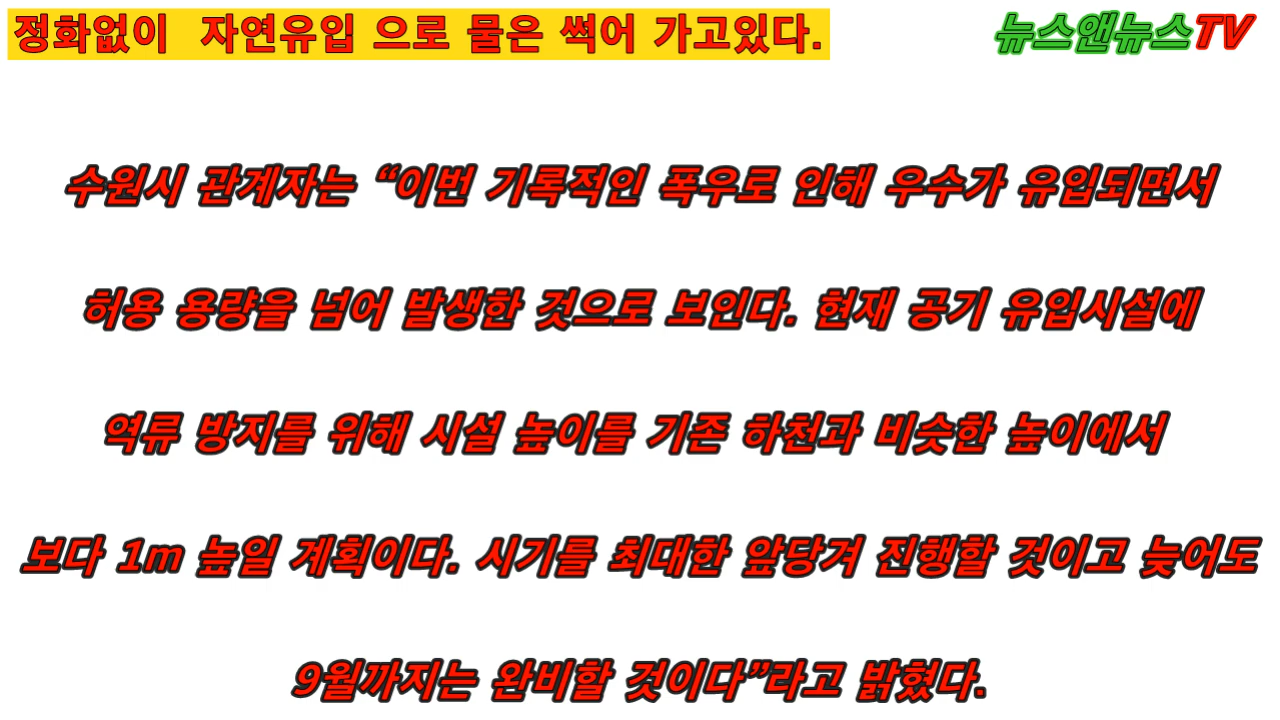 정화없이  자연유입 으로 물은 썩어 가고있다.
뉴스앤뉴스TV
수원시 관계자는 “이번 기록적인 폭우로 인해 우수가 유입되면서
허용 용량을 넘어 발생한 것으로 보인다. 현재 공기 유입시설에
역류 방지를 위해 시설 높이를 기존 하천과 비슷한 높이에서
보다 1m 높일 계획이다. 시기를 최대한 앞당겨 진행할 것이고 늦어도
9월까지는 완비할 것이다”라고 밝혔다.